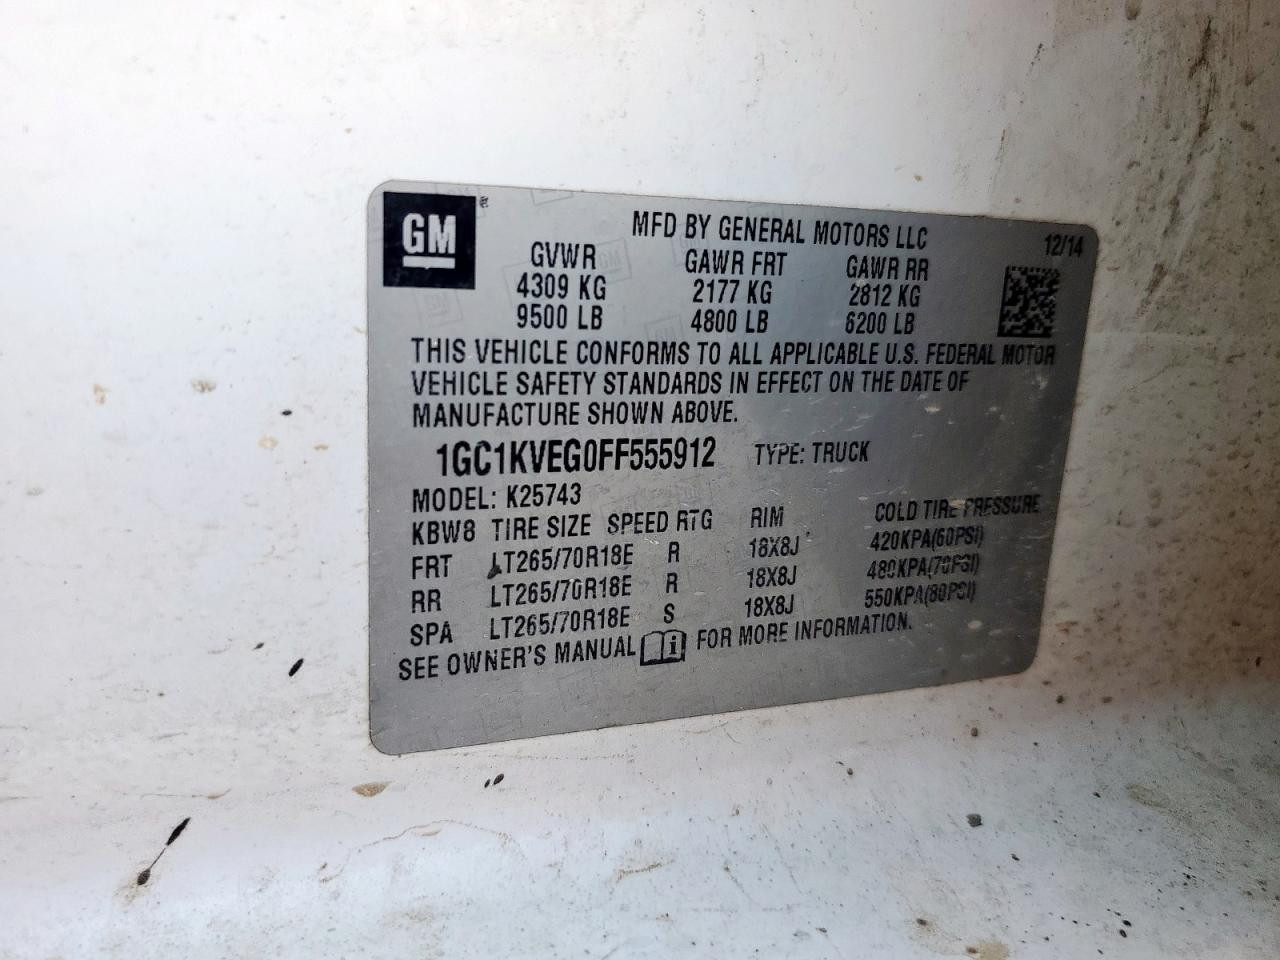 GM
MFD BY GENERAL MOTORS LLC
12/14
GVWR GAWR FRT GAWR RR
4309 KG 2177 KG 2812 KG
9500 LB 4800 LB 6200 LB
THIS VEHICLE CONFORMS TO ALL APPLICABLE U.S. FEDERAL MOTOR
VEHICLE SAFETY STANDARDS IN EFFECT ON THE DATE OF
MANUFACTURE SHOWN ABOVE.
1GC1KVEG0FF555912 TYPE: TRUCK
MODEL: K25743
KBW8 TIRE SIZE SPEED RTG RIM COLD TIRE PRESSURE
FRT LT265/70R18E R 18X8J 420KPA(60PSI)
RR LT265/70R18E R 18X8J 480KPA(70PSI)
SPA LT265/70R18E S 18X8J 550KPA(80PSI)
SEE OWNER'S MANUAL FOR MORE INFORMATION.